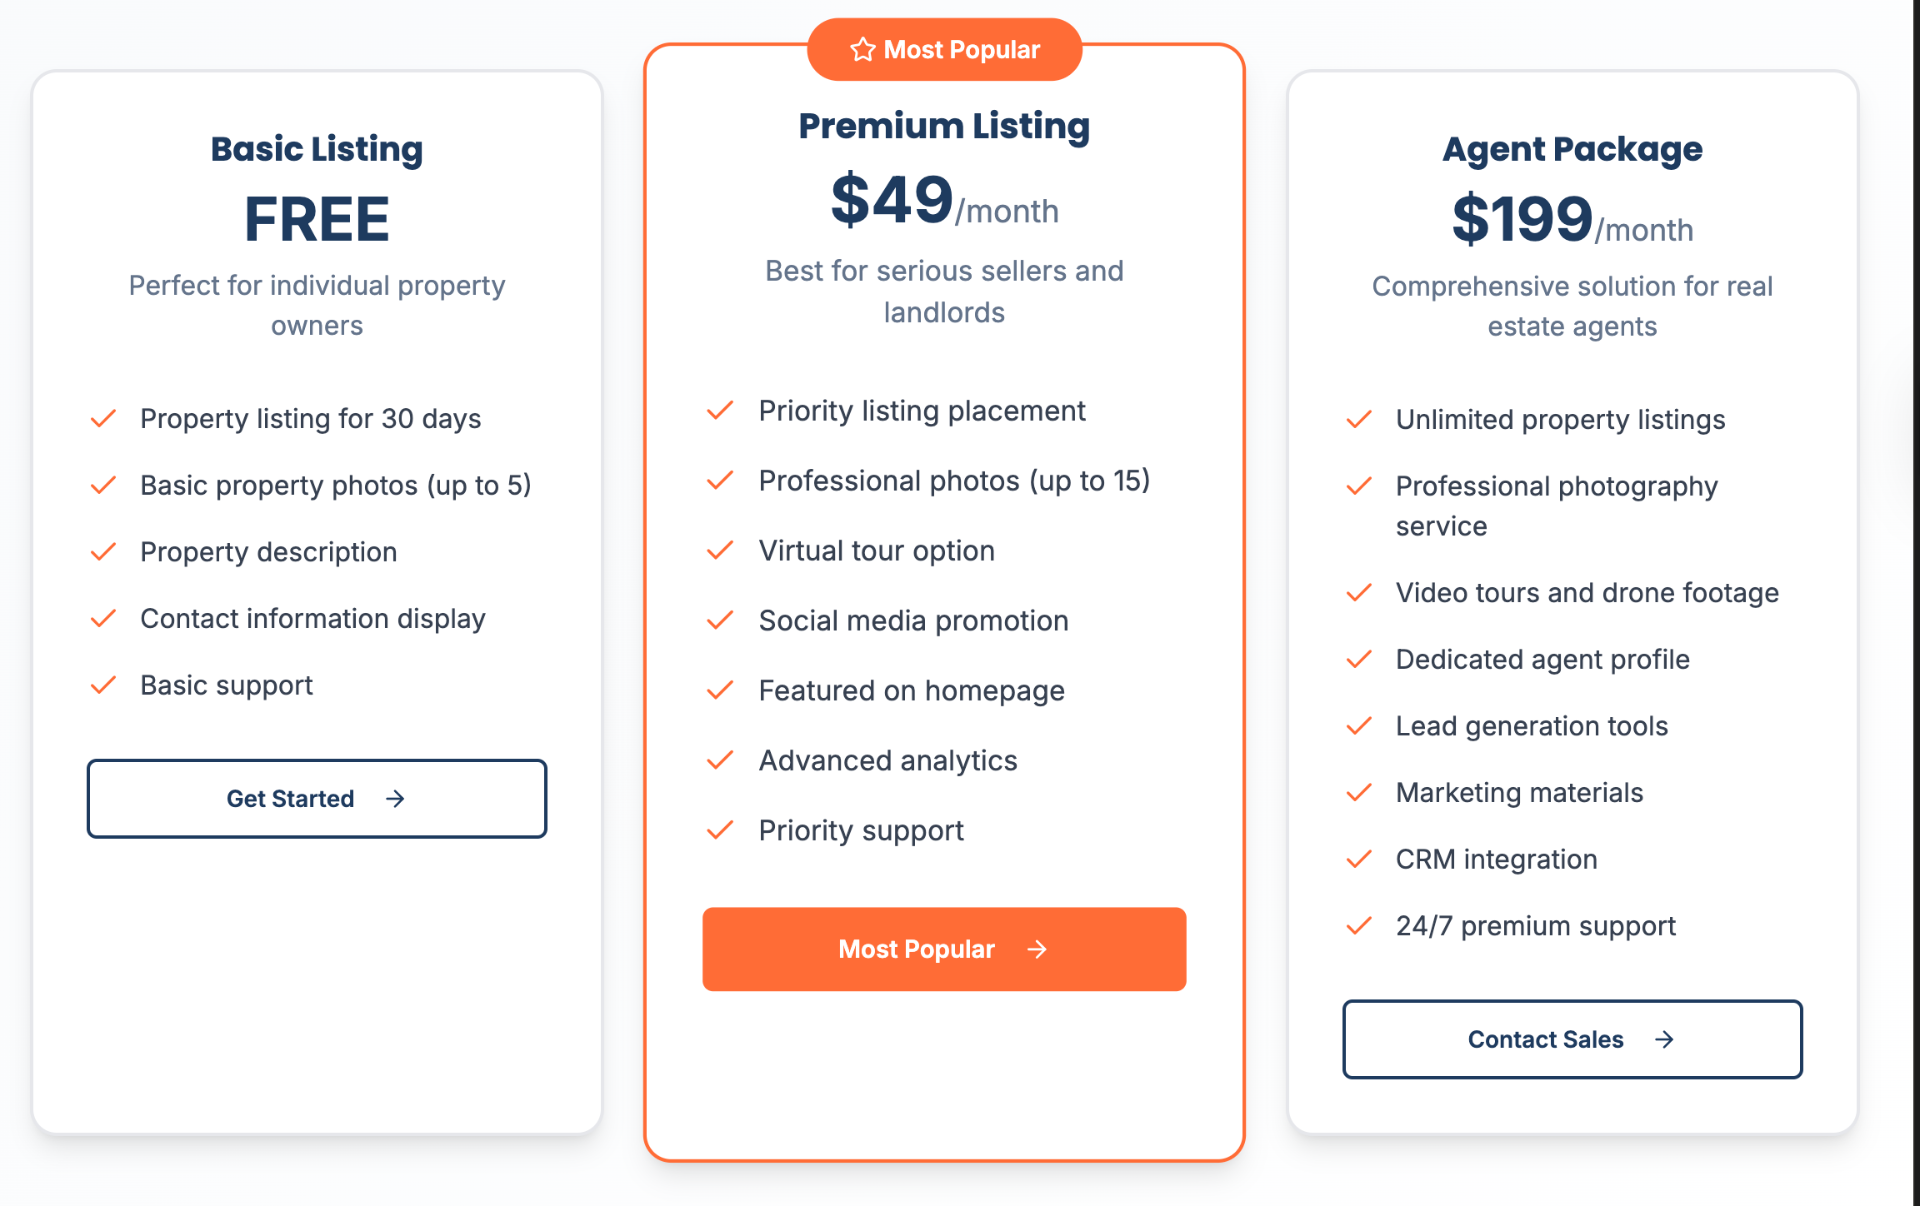 Basic Listing
FREE
Perfect for individual property
owners
Property listing for 30 days
Basic property photos (up to 5)
Property description
Contact information display
Basic support
Get Started
Most Popular
Premium Listing
$49/month
Best for serious sellers and
landlords
Priority listing placement
Professional photos (up to 15)
Virtual tour option
Social media promotion
Featured on homepage
Advanced analytics
Priority support
Most Popular
Agent Package
$199/month
Comprehensive solution for real
estate agents
Unlimited property listings
Professional photography
service
Video tours and drone footage
Dedicated agent profile
Lead generation tools
Marketing materials
CRM integration
24/7 premium support
Contact Sales